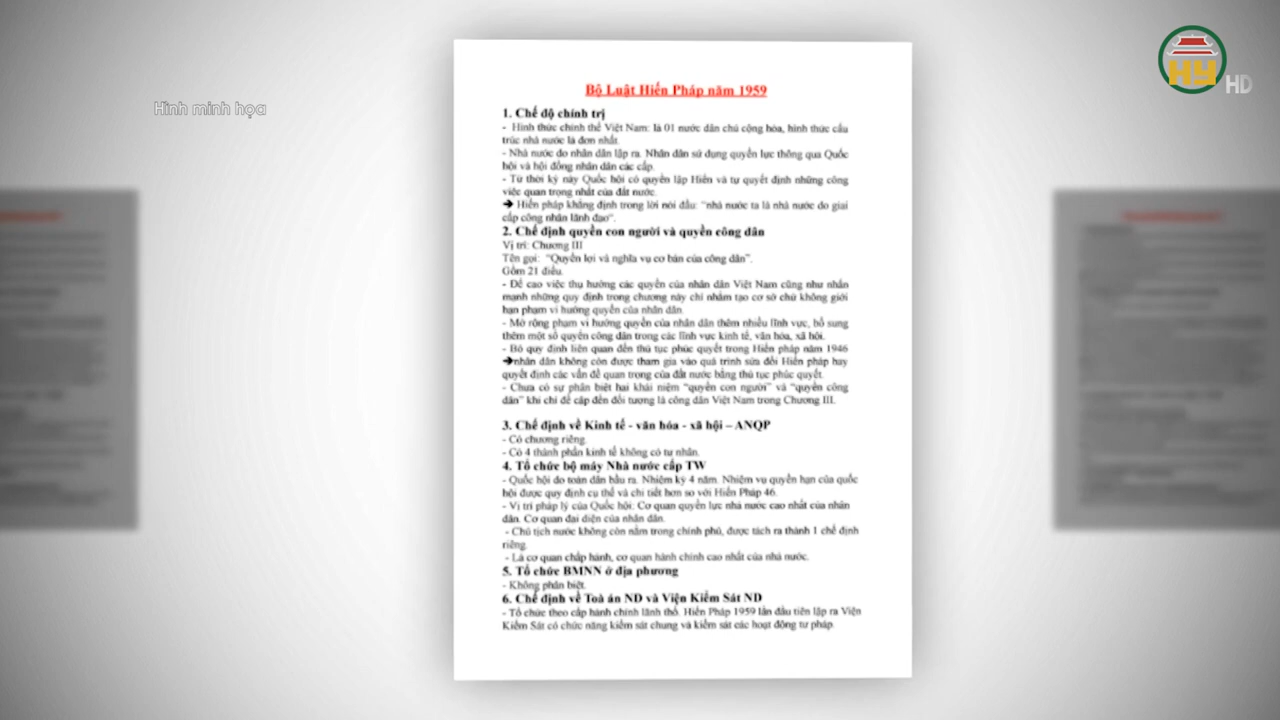 HY HD
Hình minh họa
Bộ Luật Hiến Pháp năm 1959
1. Chế độ chính trị
- Hình thức chính thể Việt Nam: là 01 nước dân chủ cộng hòa, hình thức cấu
trúc nhà nước là đơn nhất.
- Nhà nước do nhân dân lập ra. Nhân dân sử dụng quyền lực thông qua Quốc
hội và hội đồng nhân dân các cấp.
- Từ thời kỳ này Quốc hội có quyền lập Hiến và tự quyết định những công
việc quan trọng nhất của đất nước.
➔ Hiến pháp khẳng định trong lời nói đầu: "nhà nước ta là nhà nước do giai
cấp công nhân lãnh đạo".
2. Chế định quyền con người và quyền công dân
Vị trí: Chương III
Tên gọi: "Quyền lợi và nghĩa vụ cơ bản của công dân".
Gồm 21 điều.
- Đề cao việc thụ hưởng các quyền của nhân dân Việt Nam cũng như nhấn
mạnh những quy định trong chương này chỉ nhằm tạo cơ sở chứ không giới
hạn phạm vi hưởng quyền của nhân dân.
- Mở rộng phạm vi hưởng quyền của nhân dân thêm nhiều lĩnh vực, bổ sung
thêm một số quyền công dân trong các lĩnh vực kinh tế, văn hóa, xã hội.
- Bỏ quy định liên quan đến thủ tục phúc quyết trong Hiến pháp năm 1946
➔nhân dân không còn được tham gia vào quá trình sửa đổi Hiến pháp hay
quyết định các vấn đề quan trọng của đất nước bằng thủ tục phúc quyết.
- Chưa có sự phân biệt hai khái niệm "quyền con người" và "quyền công
dân" khi chỉ đề cập đến đối tượng là công dân Việt Nam trong Chương III.
3. Chế định về Kinh tế - văn hóa - xã hội – ANQP
- Có chương riêng.
- Có 4 thành phần kinh tế không có tư nhân.
4. Tổ chức bộ máy Nhà nước cấp TW
- Quốc hội do toàn dân bầu ra. Nhiệm kỳ 4 năm. Nhiệm vụ quyền hạn của quốc
hội được quy định cụ thể và chi tiết hơn so với Hiến Pháp 46.
- Vị trí pháp lý của Quốc hội: Cơ quan quyền lực nhà nước cao nhất của nhân
dân. Cơ quan đại diện của nhân dân.
- Chủ tịch nước không còn nằm trong chính phủ, được tách ra thành 1 chế định
riêng.
- Là cơ quan chấp hành, cơ quan hành chính cao nhất của nhà nước.
5. Tổ chức BMNN ở địa phương
- Không phân biệt.
6. Chế định về Toà án ND và Viện Kiểm Sát ND
- Tổ chức theo cấp hành chính lãnh thổ. Hiến Pháp 1959 lần đầu tiên lập ra Viện
Kiểm Sát có chức năng kiểm sát chung và kiểm sát các hoạt động tư pháp.